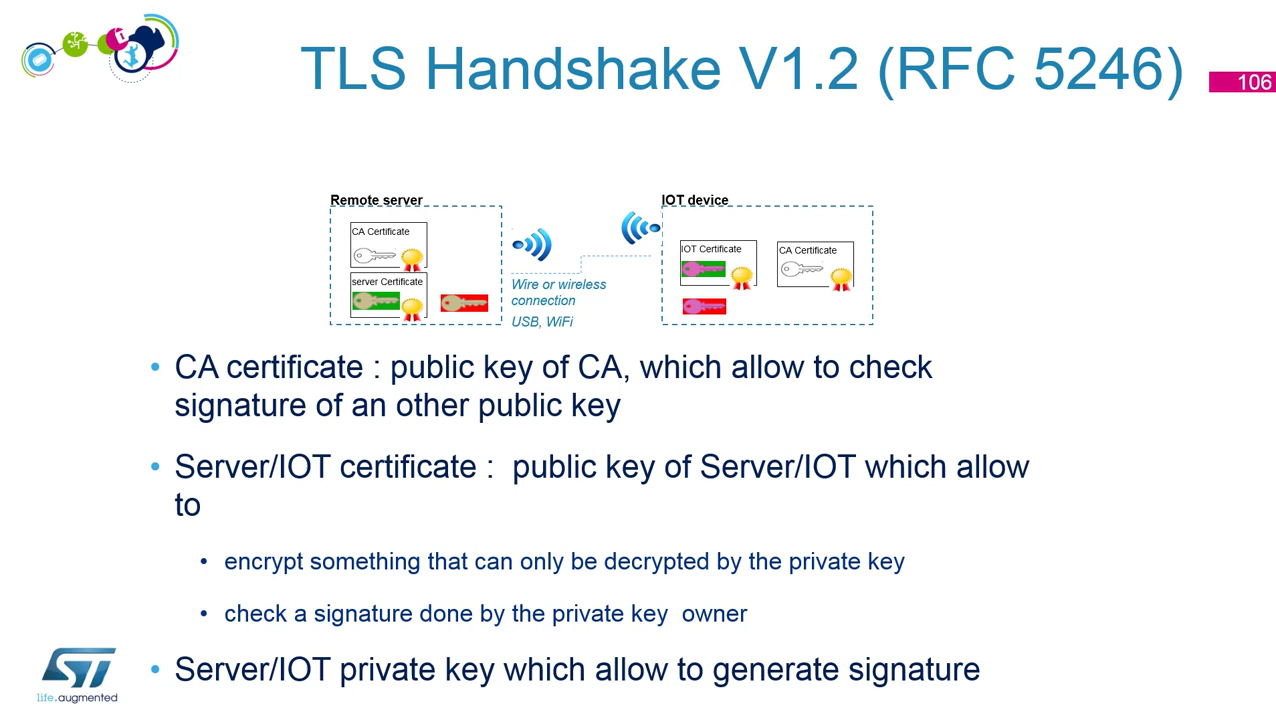 TLS Handshake V1.2 (RFC 5246)
106
Remote server
IOT device
CA Certificate
server Certificate
IOT Certificate
CA Certificate
Wire or wireless
connection
USB, WiFi
• CA certificate : public key of CA, which allow to check
signature of an other public key
• Server/IOT certificate :  public key of Server/IOT which allow
to
• encrypt something that can only be decrypted by the private key
• check a signature done by the private key  owner
• Server/IOT private key which allow to generate signature
ST
life.augmented